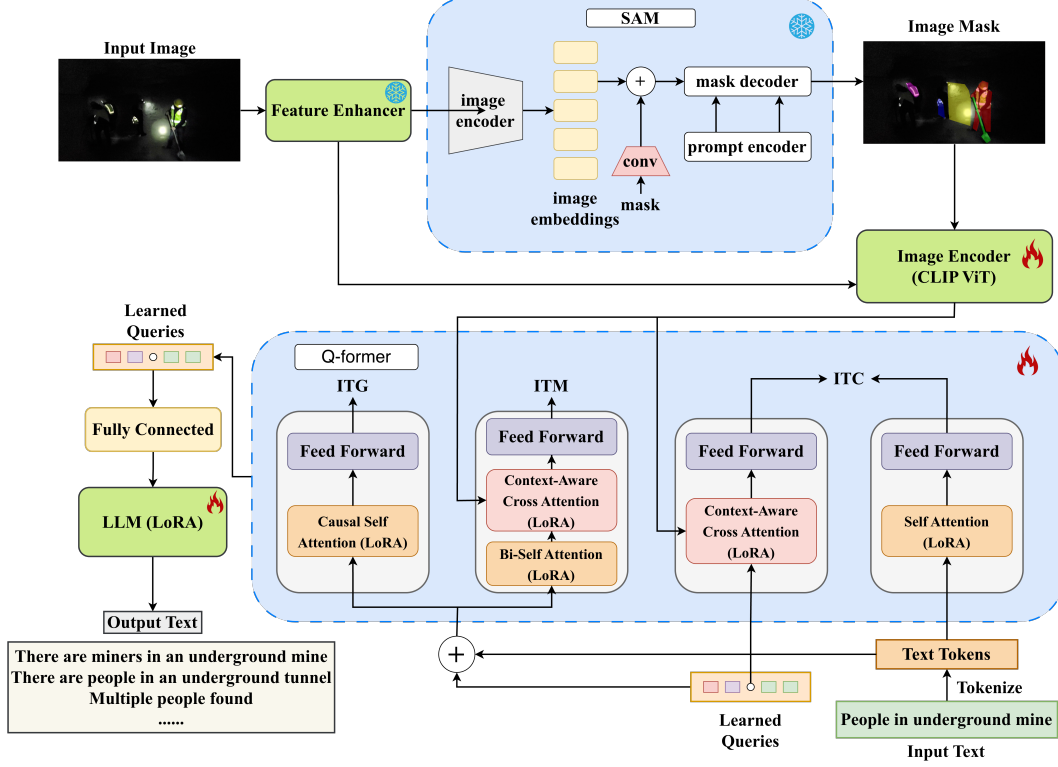 SAM
Input Image
Image Mask
Feature Enhancer
image
encoder
mask decoder
prompt encoder
conv
mask
image
embeddings
Image Encoder
(CLIP ViT)
Learned
Queries
Fully Connected
LLM (LoRA)
Output Text
There are miners in an underground mine
There are people in an underground tunnel
Multiple people found
......
Q-former
ITG
ITM
ITC
Feed Forward
Causal Self
Attention (LoRA)
Feed Forward
Context-Aware
Cross Attention
(LoRA)
Bi-Self Attention
(LoRA)
Feed Forward
Context-Aware
Cross Attention
(LoRA)
Feed Forward
Self Attention
(LoRA)
+
+
Text Tokens
Tokenize
Learned
Queries
People in underground mine
Input Text